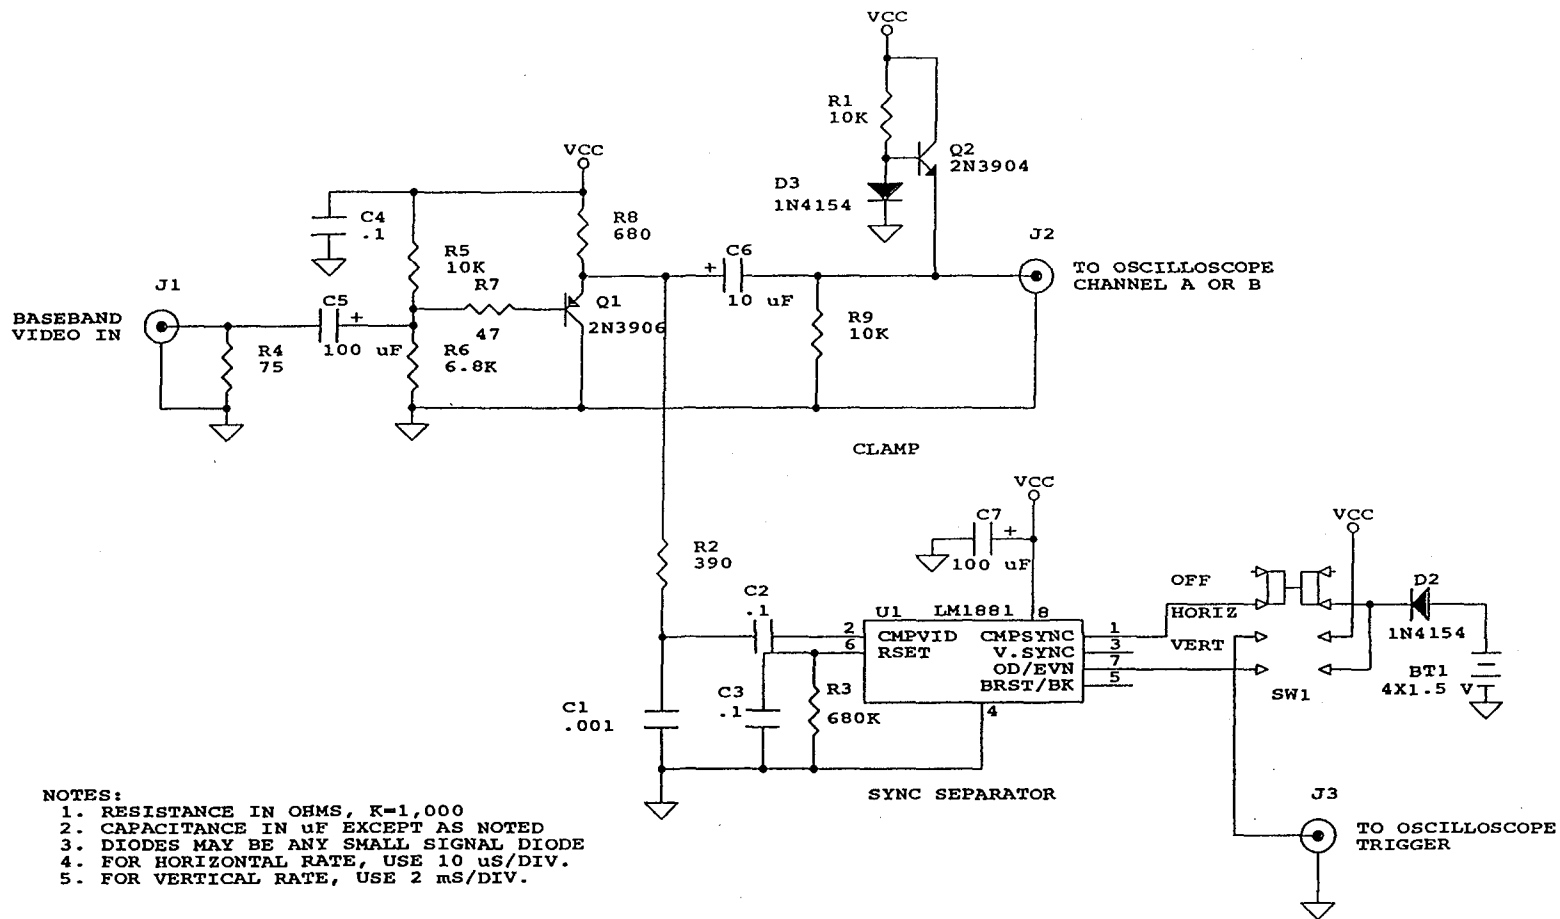 VCC
R1
10K
Q2
2N3904
VCC
D3
1N4154
C4
.1
R8
680
J2
R5
10K
C6
+
10 uF
TO OSCILLOSCOPE
CHANNEL A OR B
J1
R7
47
Q1
2N3906
C5
+
100 uF
BASEBAND
VIDEO IN
R9
10K
R4
75
R6
6.8K
CLAMP
VCC
C7
+
100 uF
VCC
R2
390
OFF
D2
C2
.1
U1 LM1881 8
HORIZ
1N4154
2 CMPVID CMPSYNC 1
6 RSET V.SYNC 3
VERT
OD/EVN 7
BRST/BK 5
BT1
4X1.5 V
SW1
C3
.1
R3
680K
4
C1
.001
SYNC SEPARATOR
J3
TO OSCILLOSCOPE
TRIGGER
NOTES:
1. RESISTANCE IN OHMS, K=1,000
2. CAPACITANCE IN uF EXCEPT AS NOTED
3. DIODES MAY BE ANY SMALL SIGNAL DIODE
4. FOR HORIZONTAL RATE, USE 10 uS/DIV.
5. FOR VERTICAL RATE, USE 2 mS/DIV.